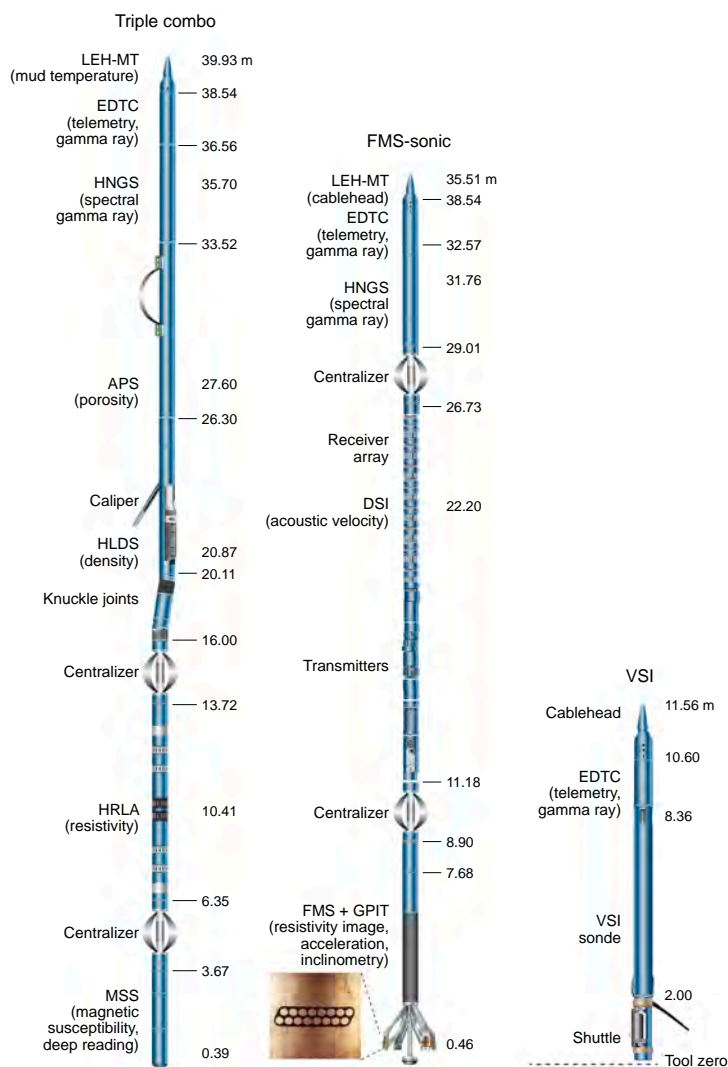 Triple combo
LEH-MT
(mud temperature)
39.93 m
38.54
EDTC
(telemetry,
gamma ray)
36.56
HNGS
(spectral
gamma ray)
35.70
33.52
APS
(porosity)
27.60
26.30
Caliper
HLDS
(density)
20.87
20.11
Knuckle joints
16.00
Centralizer
13.72
HRLA
(resistivity)
10.41
6.35
Centralizer
3.67
MSS
(magnetic
susceptibility,
deep reading)
0.39
FMS-sonic
LEH-MT
(cablehead)
35.51 m
38.54
EDTC
(telemetry,
gamma ray)
32.57
31.76
HNGS
(spectral
gamma ray)
29.01
Centralizer
26.73
Receiver
array
DSI
(acoustic velocity)
22.20
Transmitters
11.18
Centralizer
8.90
7.68
FMS + GPIT
(resistivity image,
acceleration,
inclinometry)
0.46
VSI
Cablehead
11.56 m
10.60
EDTC
(telemetry,
gamma ray)
8.36
VSI
sonde
2.00
Shuttle
Tool zero